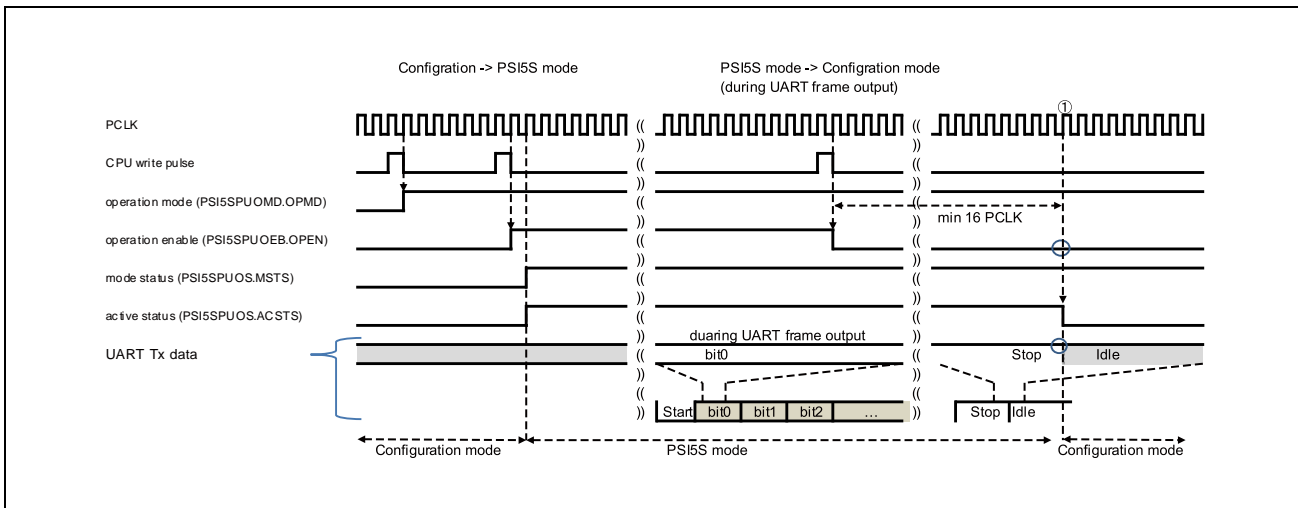 Configration -> PSI5S mode
PSI5S mode -> Configration mode
(during UART frame output)
①
PCLK
CPU write pulse
operation mode (PSI5SPUOMD.OPMD)
min 16 PCLK
operation enable (PSI5SPUOEB.OPEN)
mode status (PSI5SPUOS.MSTS)
active status (PSI5SPUOS.ACSTS)
duaring UART frame output
UART Tx data
bit0
Stop
Idle
Start bit0 bit1 bit2 ...
Stop Idle
Configuration mode
PSI5S mode
Configuration mode